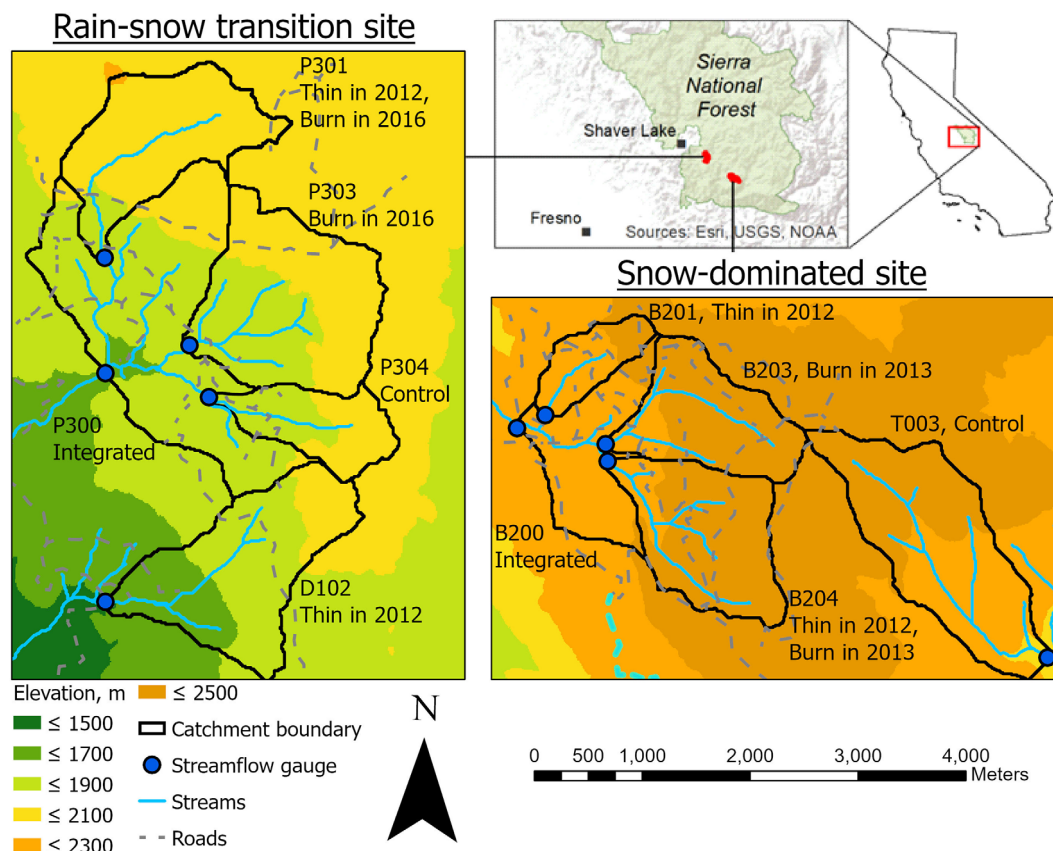 Rain-snow transition site
P301
Thin in 2012,
Burn in 2016
P303
Burn in 2016
P304
Control
P300
Integrated
D102
Thin in 2012
Sierra
National
Forest
Shaver Lake
Fresno
Sources: Esri, USGS, NOAA
Snow-dominated site
B201, Thin in 2012
B203, Burn in 2013
T003, Control
B200
Integrated
B204
Thin in 2012,
Burn in 2013
Elevation, m
≤ 1500
≤ 1700
≤ 1900
≤ 2100
≤ 2300
≤ 2500
Catchment boundary
Streamflow gauge
Streams
Roads
N
0 500 1,000 2,000 3,000 4,000
Meters